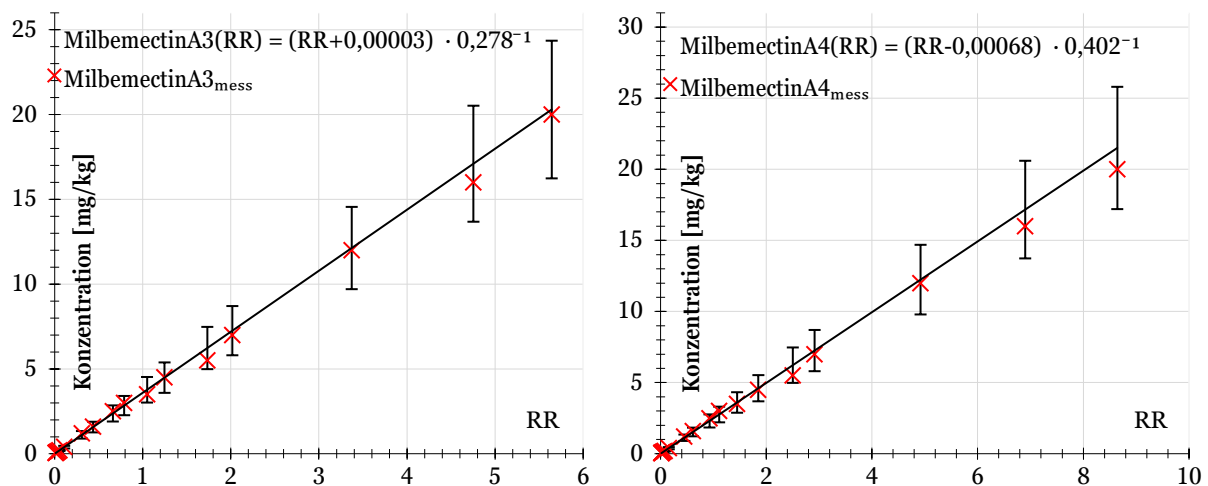 MilbemectinA3(RR) = (RR+0,00003) · 0,278⁻¹
MilbemectinA3mess
Konzentration [mg/kg]
RR
25
20
15
10
5
0
0 1 2 3 4 5 6
MilbemectinA4(RR) = (RR-0,00068) · 0,402⁻¹
MilbemectinA4mess
Konzentration [mg/kg]
RR
30
25
20
15
10
5
0
0 2 4 6 8 10